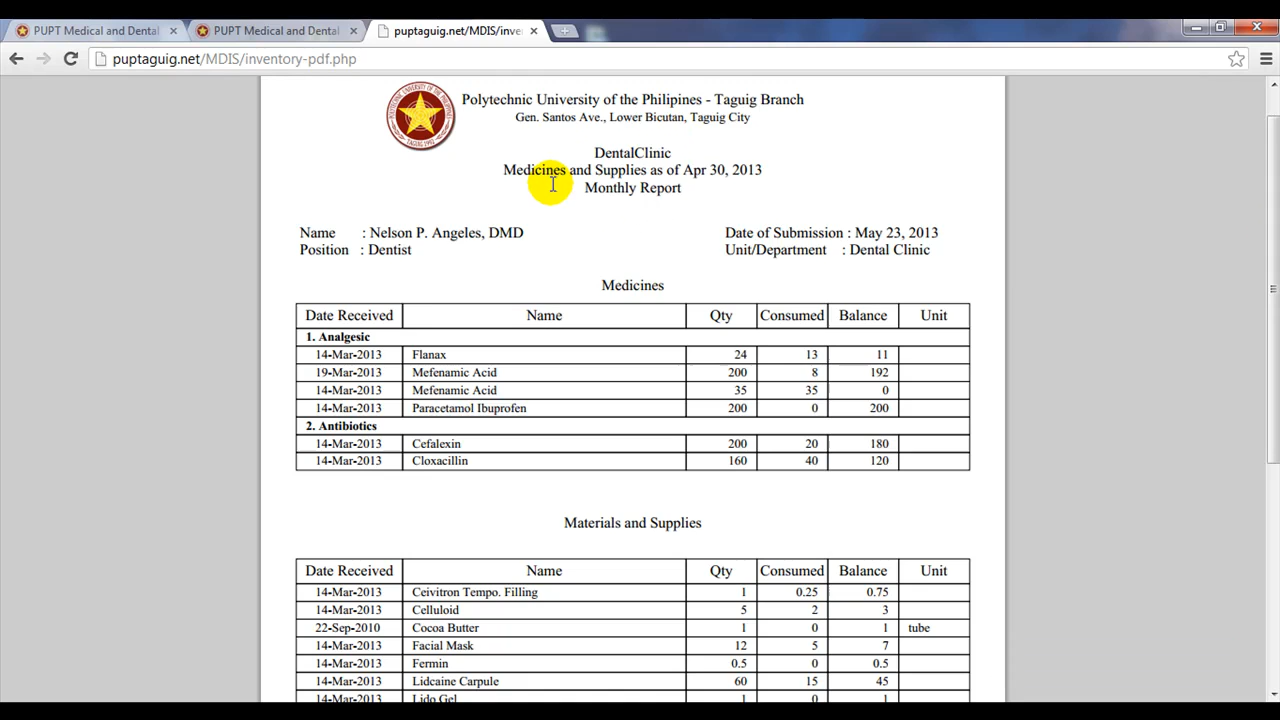 PUPT Medical and Dental
PUPT Medical and Dental
puptaguig.net/MDIS/inve
puptaguig.net/MDIS/inventory-pdf.php
Polytechnic University of the Philipines - Taguig Branch
Gen. Santos Ave., Lower Bicutan, Taguig City
DentalClinic
Medicines and Supplies as of Apr 30, 2013
Monthly Report
Name : Nelson P. Angeles, DMD Date of Submission : May 23, 2013
Position : Dentist Unit/Department : Dental Clinic
Medicines
Date Received Name Qty Consumed Balance Unit
1. Analgesic
14-Mar-2013 Flanax 24 13 11
19-Mar-2013 Mefenamic Acid 200 8 192
14-Mar-2013 Mefenamic Acid 35 35 0
14-Mar-2013 Paracetamol Ibuprofen 200 0 200
2. Antibiotics
14-Mar-2013 Cefalexin 200 20 180
14-Mar-2013 Cloxacillin 160 40 120
Materials and Supplies
Date Received Name Qty Consumed Balance Unit
14-Mar-2013 Ceivitron Tempo. Filling 1 0.25 0.75
14-Mar-2013 Celluloid 5 2 3
22-Sep-2010 Cocoa Butter 1 0 1 tube
14-Mar-2013 Facial Mask 12 5 7
14-Mar-2013 Fermin 0.5 0 0.5
14-Mar-2013 Lidcaine Carpule 60 15 45
14-Mar-2013 Lido Gel 1 0 1